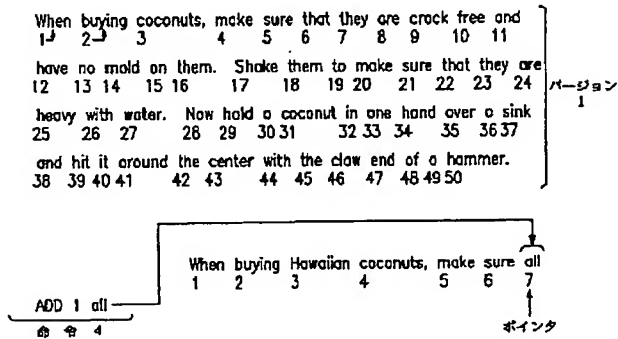 When buying coconuts, make sure that they are crack free and
1 2 3 4 5 6 7 8 9 10 11
have no mold on them. Shake them to make sure that they are
12 13 14 15 16 17 18 19 20 21 22 23 24
バージョン
1
heavy with water. Now hold a coconut in one hand over a sink
25 26 27 28 29 30 31 32 33 34 35 36 37
and hit it around the center with the claw end of a hammer.
38 39 40 41 42 43 44 45 46 47 48 49 50
When buying Hawaiian coconuts, make sure all
1 2 3 4 5 6 7
ADD 1 all
命令 4
ポインタ